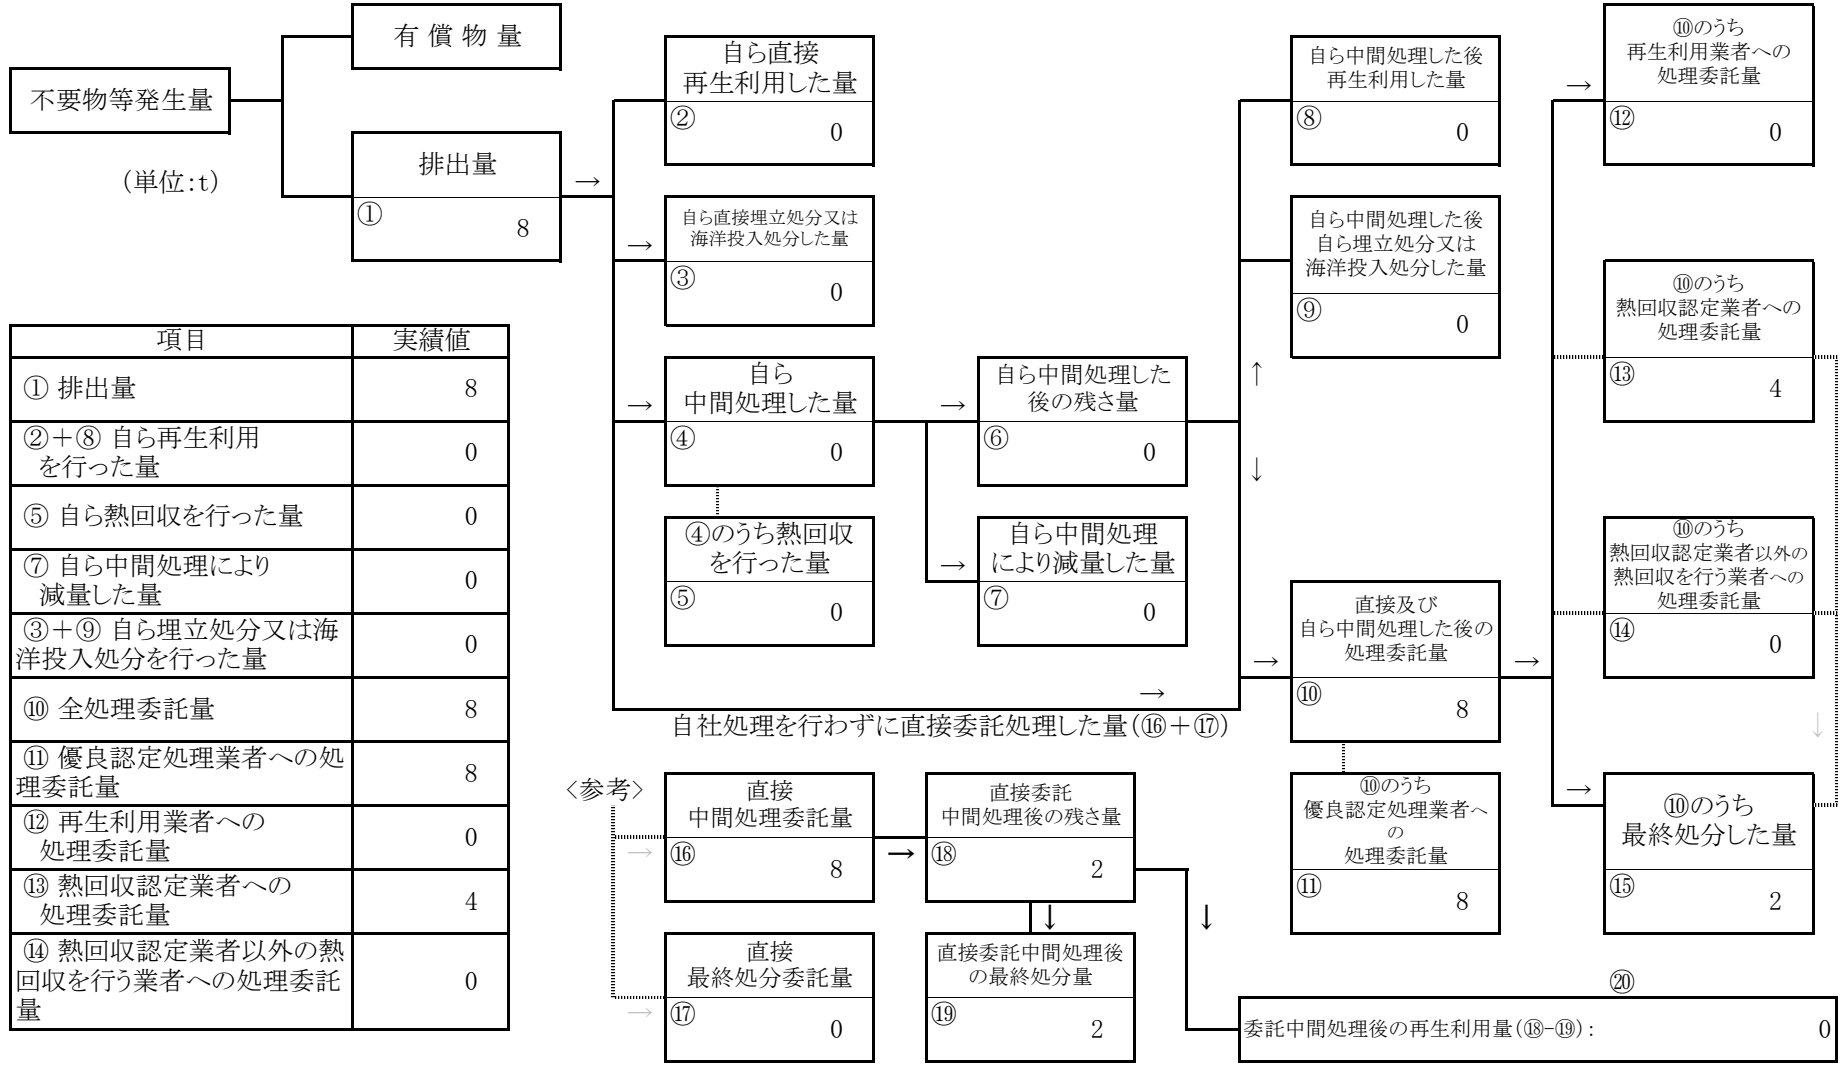 不要物等発生量
(単位:t)
有 償 物 量
排出量
①
8
→
自ら直接
再生利用した量
②
0
→
自ら直接埋立処分又は
海洋投入処分した量
③
0
→
自ら
中間処理した量
④
0
④のうち熱回収
を行った量
⑤
0
→
自ら中間処理した
後の残さ量
⑥
0
→
自ら中間処理
により減量した量
⑦
0
↑
↓
自ら中間処理した後
再生利用した量
⑧
0
自ら中間処理した後
自ら埋立処分又は
海洋投入処分した量
⑨
0
→
自社処理を行わずに直接委託処理した量(⑯+⑰)
→
直接及び
自ら中間処理した後の
処理委託量
⑩
8
→
⑩のうち
優良認定処理業者へ
の
処理委託量
⑪
8
→
⑩のうち
再生利用業者への
処理委託量
⑫
0
⑩のうち
熱回収認定業者への
処理委託量
⑬
4
⑩のうち
熱回収認定業者以外の
熱回収を行う業者への
処理委託量
⑭
0
↓
→
⑩のうち
最終処分した量
⑮
2
項目 実績値
① 排出量 8
②+⑧ 自ら再生利用
を行った量 0
⑤ 自ら熱回収を行った量 0
⑦ 自ら中間処理により
減量した量 0
③+⑨ 自ら埋立処分又は海
洋投入処分を行った量 0
⑩ 全処理委託量 8
⑪ 優良認定処理業者への処
理委託量 8
⑫ 再生利用業者への
処理委託量 0
⑬ 熱回収認定業者への
処理委託量 4
⑭ 熱回収認定業者以外の熱
回収を行う業者への処理委託
量 0
<参考>
→
直接
中間処理委託量
⑯
8
→
直接委託
中間処理後の残さ量
⑱
2
↓
↓
→
直接
最終処分委託量
⑰
0
直接委託中間処理後
の最終処分量
⑲
2
⑳
委託中間処理後の再生利用量(⑱-⑲): 0